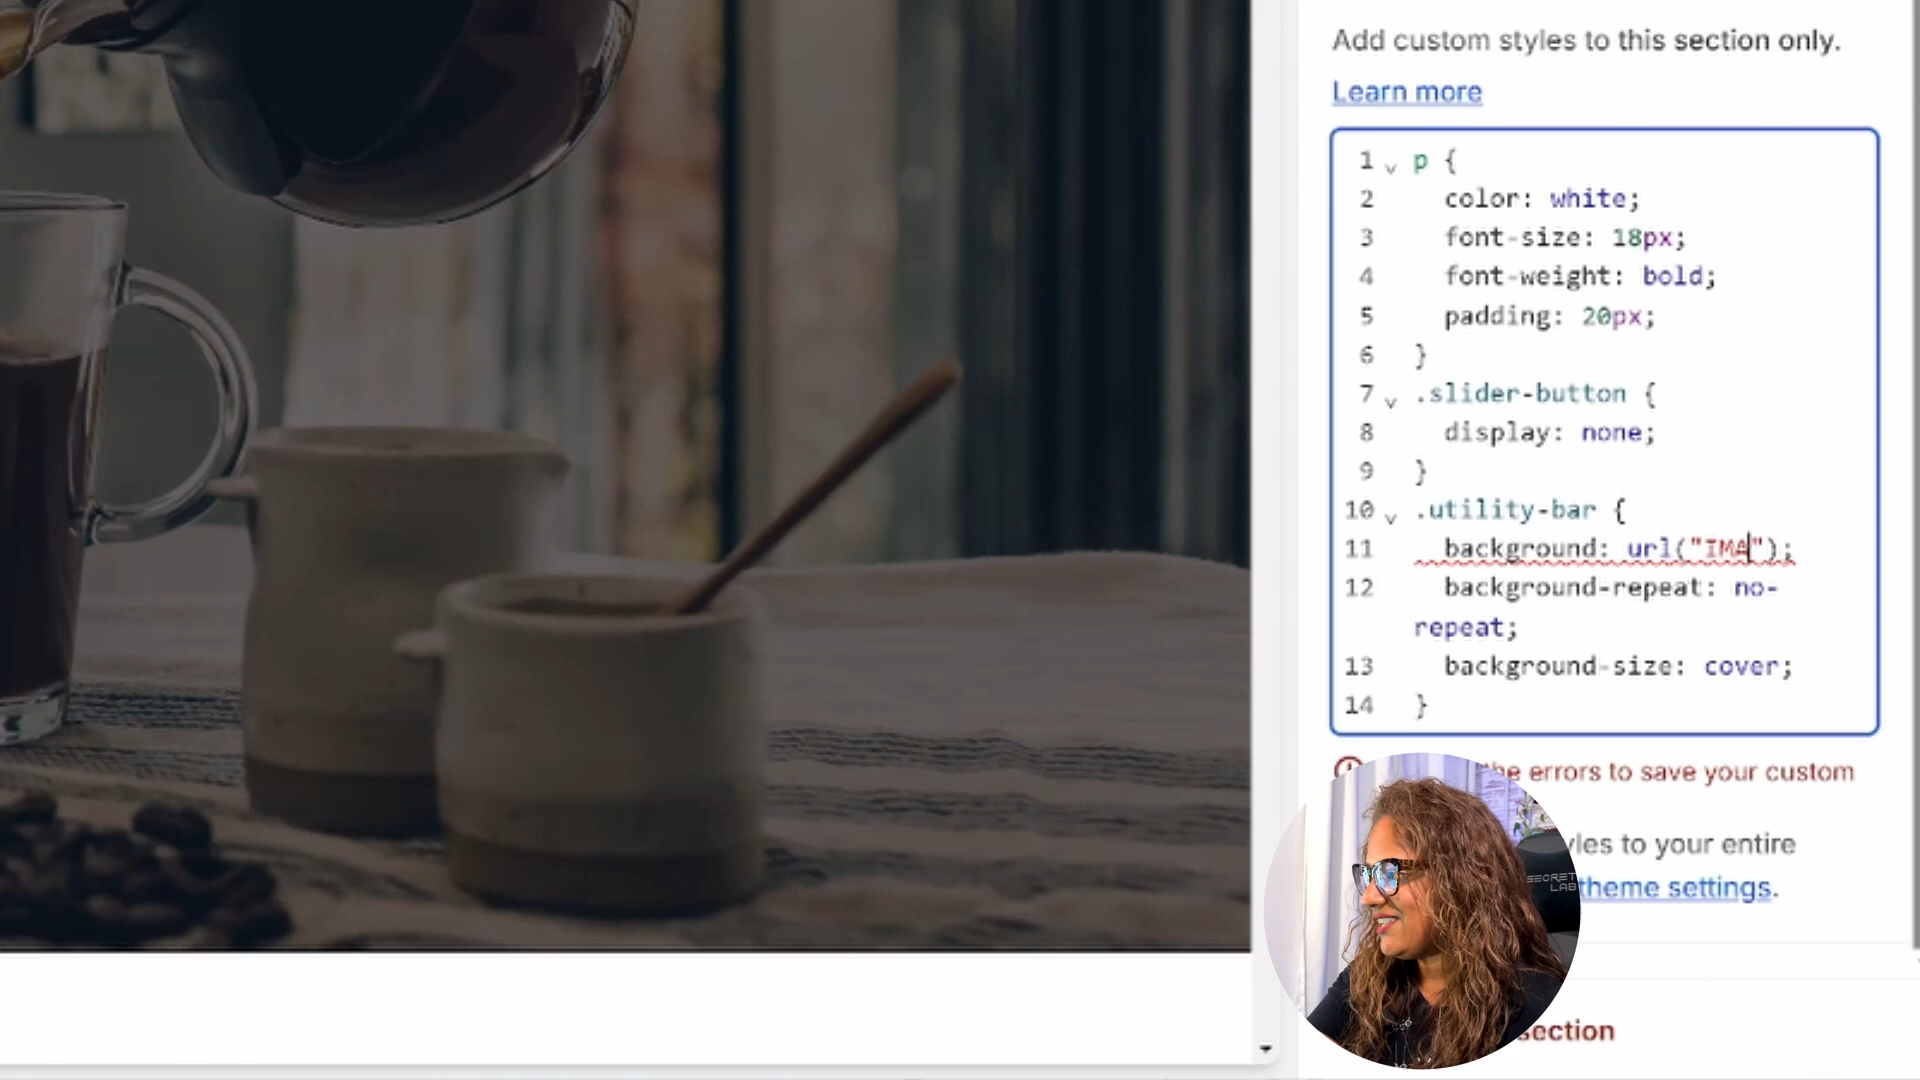 Add custom styles to this section only.
Learn more
1 p {
2 color: white;
3 font-size: 18px;
4 font-weight: bold;
5 padding: 20px;
6 }
7 .slider-button {
8 display: none;
9 }
10 .utility-bar {
11 background: url("IMA");
12 background-repeat: no-
repeat;
13 background-size: cover;
14 }
errors to save your custom
to your entire
SECRET
LAB
theme settings.
section